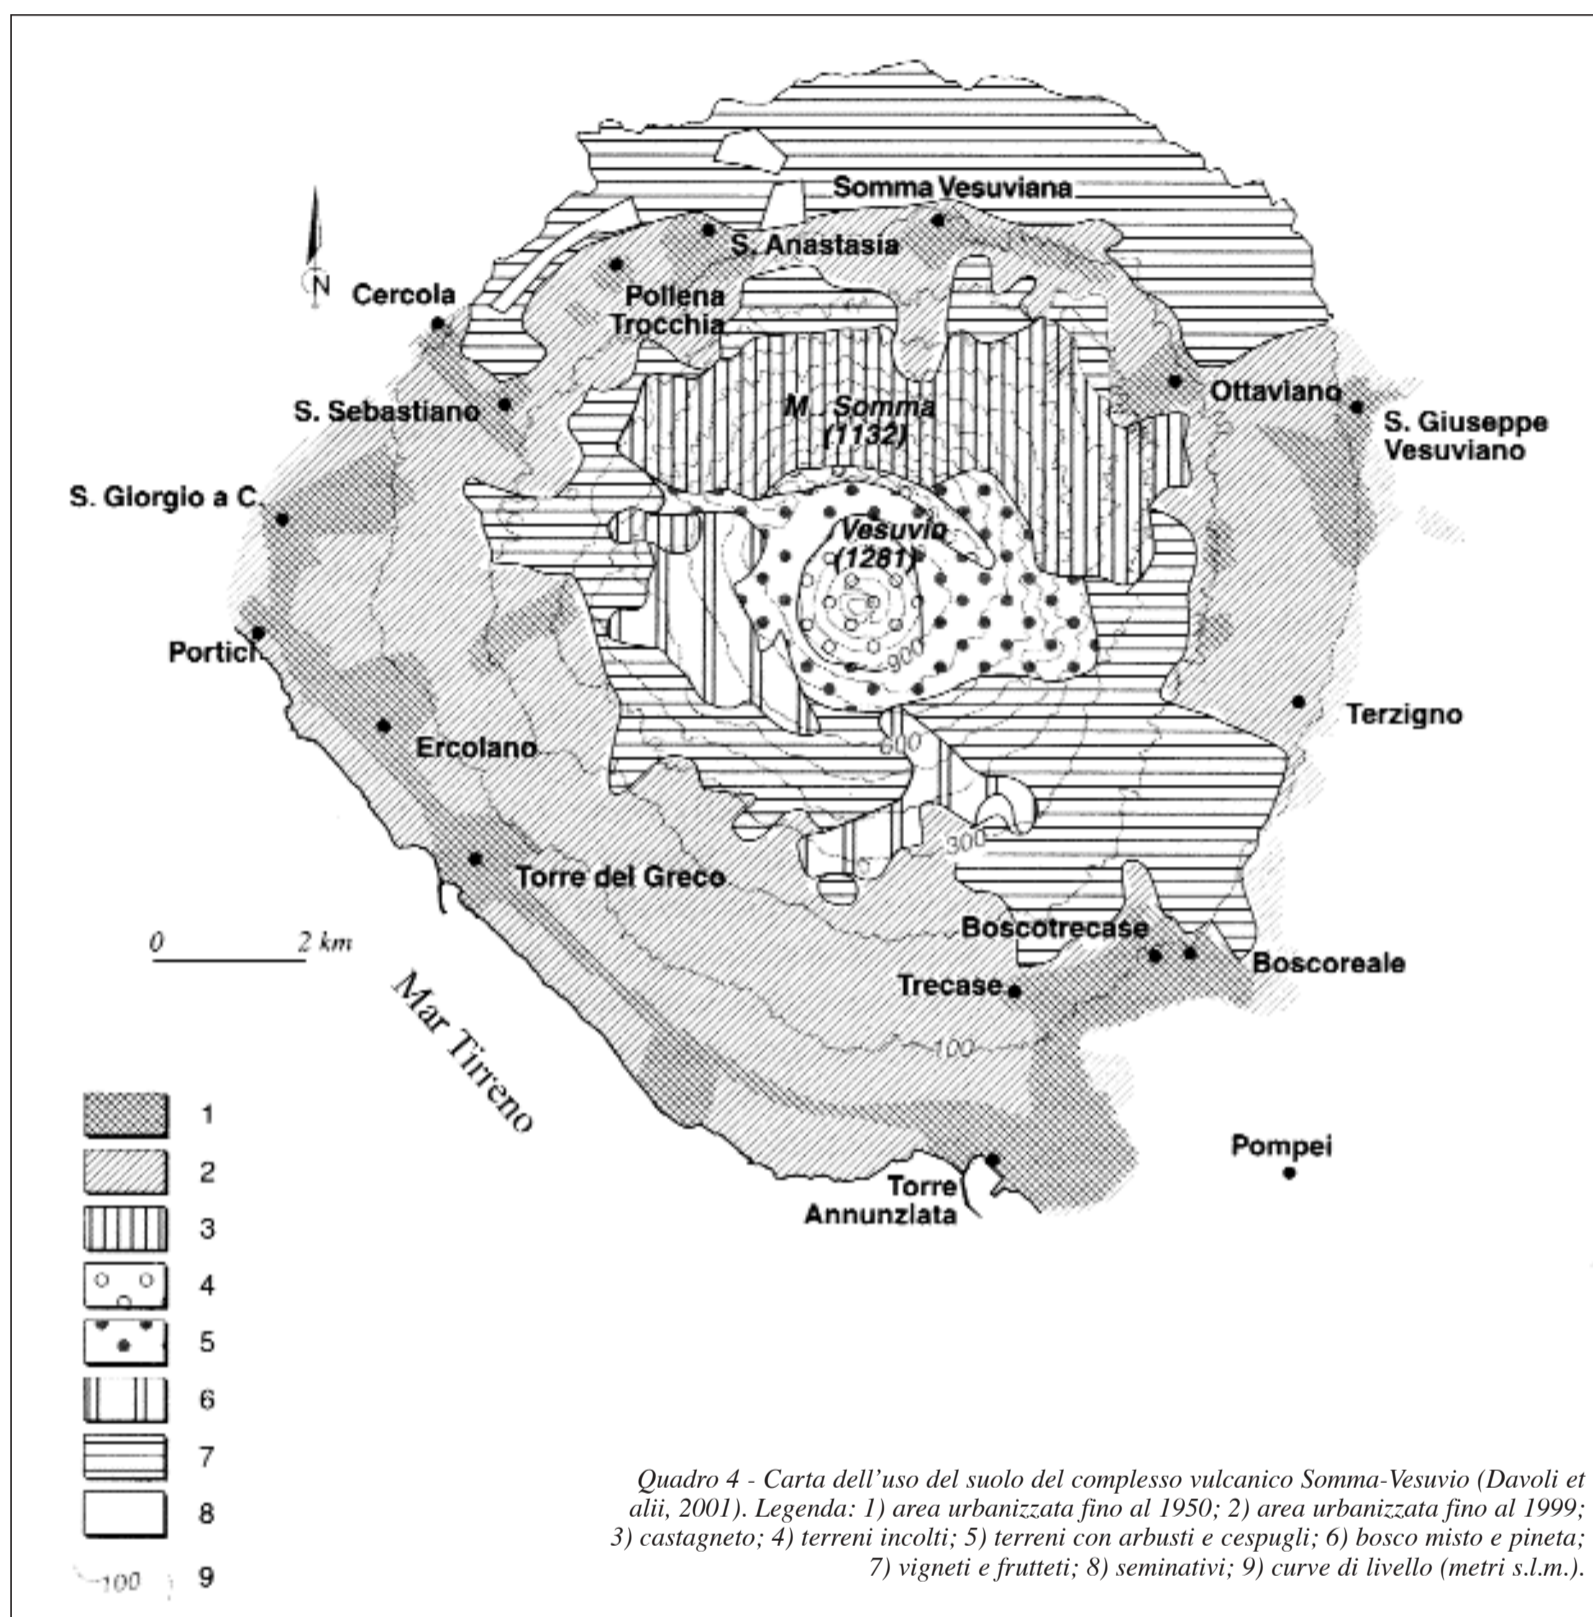 Somma Vesuviana
S. Anastasia
N
Cercola
Pollena
Trocchia
S. Sebastiano
M. Somma
(1132)
Ottaviano
S. Giuseppe
Vesuviano
S. Giorgio a C.
Vesuvio
(1281)
Portici
900
Terzigno
Ercolano
600
300
Torre del Greco
Boscotrecase
0 2 km
Boscoreale
Trecase
Mar Tirreno
100
Pompei
Torre
Annunziata
1
2
3
4
5
6
7
8
100 9
Quadro 4 - Carta dell'uso del suolo del complesso vulcanico Somma-Vesuvio (Davoli et
alii, 2001). Legenda: 1) area urbanizzata fino al 1950; 2) area urbanizzata fino al 1999;
3) castagneto; 4) terreni incolti; 5) terreni con arbusti e cespugli; 6) bosco misto e pineta;
7) vigneti e frutteti; 8) seminativi; 9) curve di livello (metri s.l.m.).